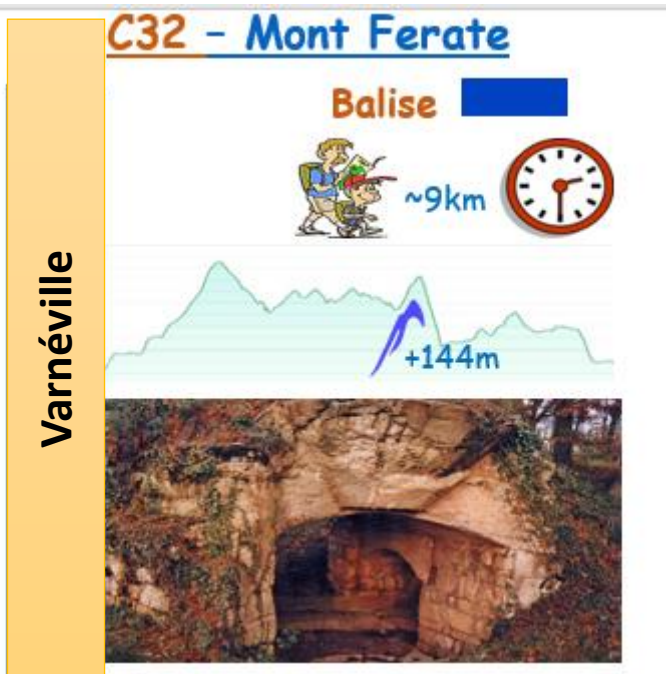 C32 – Mont Ferate
Balise
~9km
+144m
Varnéville